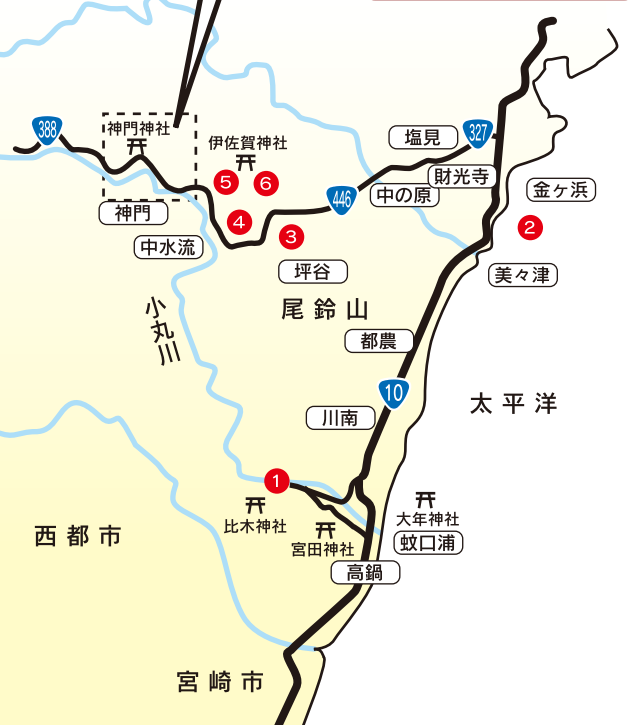 388
神門神社
伊佐賀神社
塩見
327
5
6
446
財光寺
中の原
金ヶ浜
神門
4
3
2
中水流
坪谷
美々津
小丸川
尾鈴山
都農
10
太平洋
川南
1
比木神社
大年神社
西都市
宮田神社
蚊口浦
高鍋
宮崎市